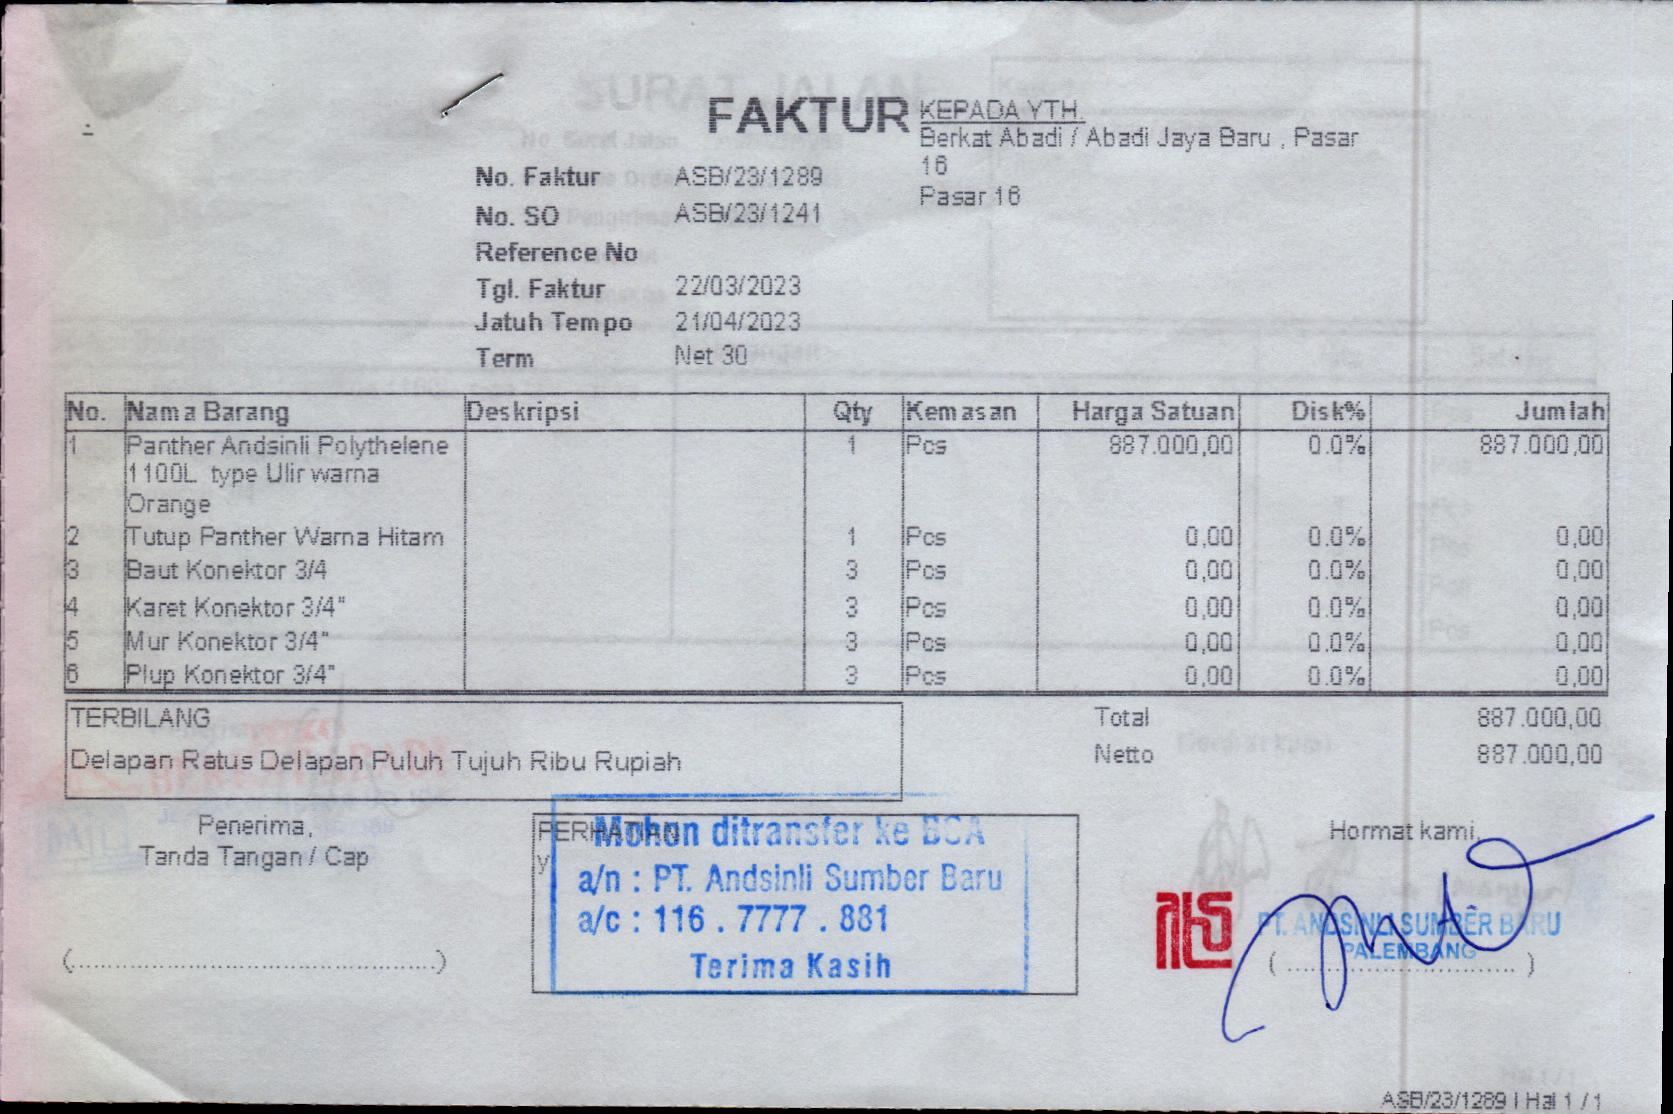 FAKTUR
KEPADA YTH.
Berkat Abadi / Abadi Jaya Baru , Pasar
16
Pasar 16
No. Faktur ASB/23/1289
No. SO ASB/23/1241
Reference No
Tgl. Faktur 22/03/2023
Jatuh Tempo 21/04/2023
Term Net 30
No. Nama Barang Deskripsi Qty Kemasan Harga Satuan Disk% Jumlah
1 Panther Andsinli Polythelene 1 Pcs 887.000,00 0.0% 887.000,00
1100L type Ulir warna
Orange
2 Tutup Panther Warna Hitam 1 Pcs 0,00 0.0% 0,00
3 Baut Konektor 3/4 3 Pcs 0,00 0.0% 0,00
4 Karet Konektor 3/4" 3 Pcs 0,00 0.0% 0,00
5 Mur Konektor 3/4" 3 Pcs 0,00 0.0% 0,00
6 Plup Konektor 3/4" 3 Pcs 0,00 0.0% 0,00
TERBILANG
Delapan Ratus Delapan Puluh Tujuh Ribu Rupiah
Total 887.000,00
Netto 887.000,00
Penerima,
Tanda Tangan / Cap
(..............................................)
PERHATIAN
y
Mohon ditransfer ke BCA
a/n : PT. Andsinli Sumber Baru
a/c : 116 . 7777 . 881
Terima Kasih
Hormat kami,
PT. ANDSINLI SUMBER BARU
PALEMBANG
( .............................. )
ASB/23/1289 | Hal 1 / 1